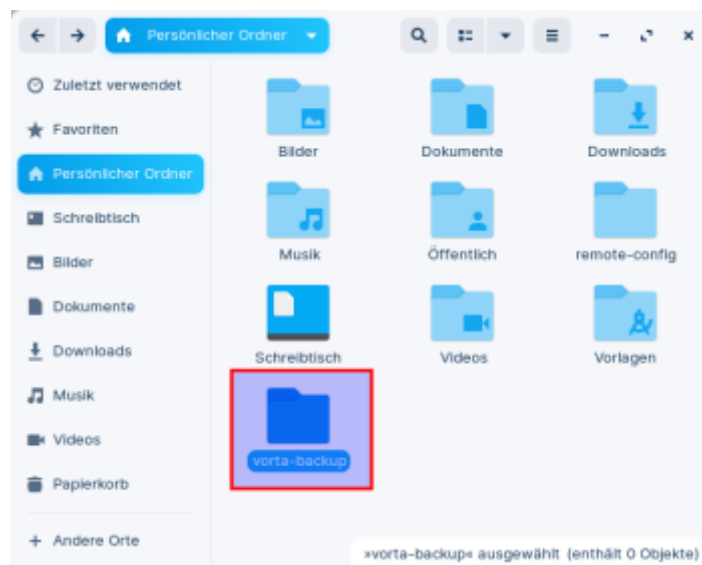 Persönlicher Ordner
Zuletzt verwendet
Favoriten
Persönlicher Ordner
Schreibtisch
Bilder
Dokumente
Downloads
Musik
Videos
Papierkorb
+ Andere Orte
Bilder
Dokumente
Downloads
Musik
Öffentlich
remote-config
Schreibtisch
Videos
Vorlagen
vorta-backup
»vorta-backup« ausgewählt (enthält 0 Objekte)